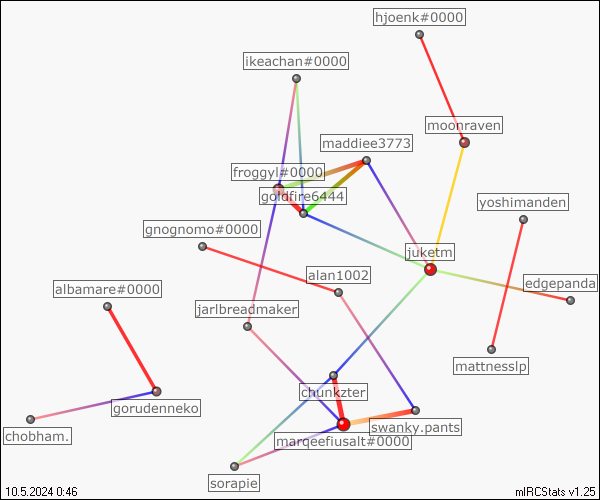 hjoenk#0000
ikeachan#0000
moonraven
maddiee3773
froggyl#0000
goldfire6444
yoshimanden
gnognomo#0000
juketm
alan1002
edgepanda
albamare#0000
jarlbreadmaker
mattnesslp
chunkzter
gorudenneko
swanky.pants
chobham.
marqeefiusalt#0000
sorapie
10.5.2024 0:46
mIRCStats v1.25